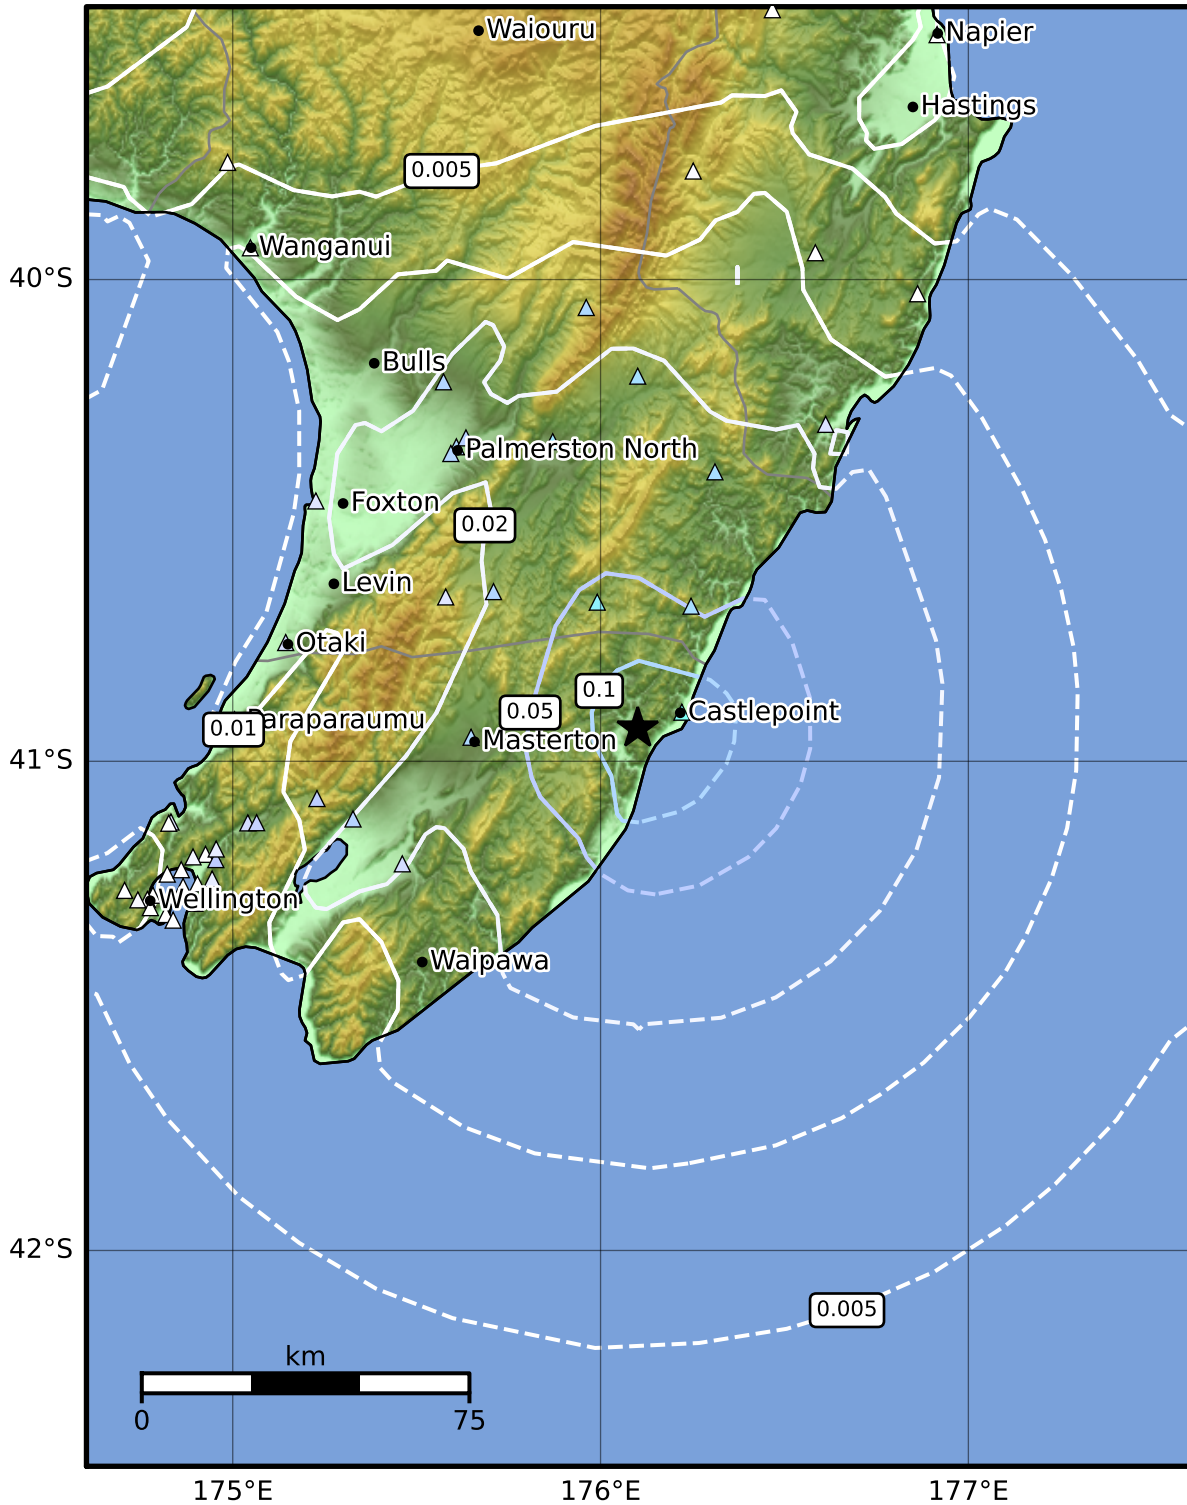 Waiouru
Napier
Hastings
0.005
Wanganui
40°S
Bulls
Palmerston North
Foxton
0.02
Levin
Otaki
0.1
0.05
Castlepoint
Paraparaumu
0.01
Masterton
41°S
Wellington
Waipawa
42°S
0.005
km
0
75
175°E
176°E
177°E